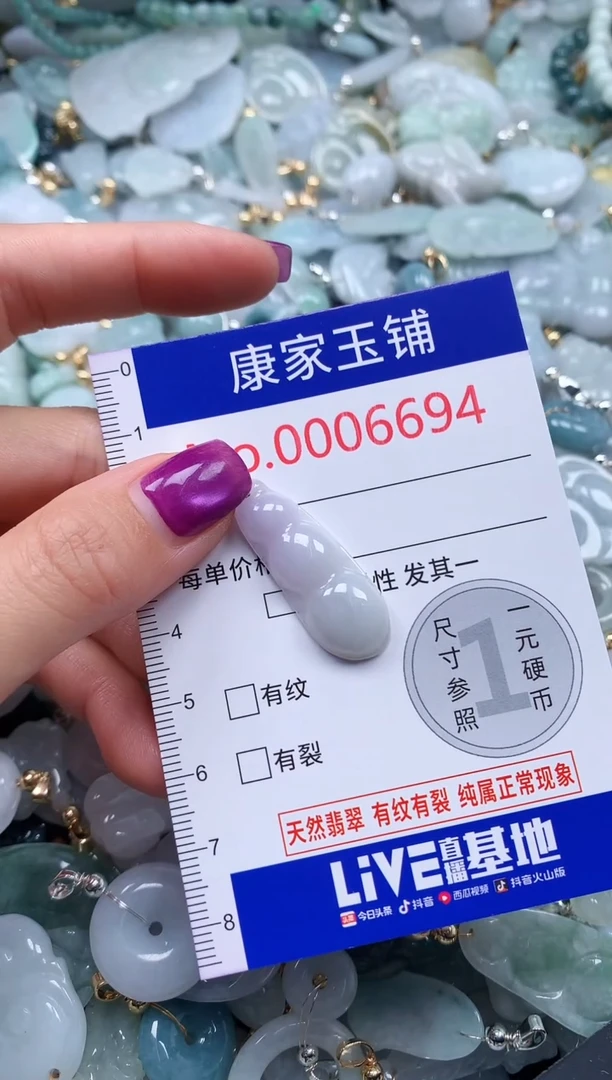 康家玉铺
o.0006694
每单价格 性 发其一
有纹
有裂
尺寸参照
1
一元硬币
天然翡翠 有纹有裂 纯属正常现象
LiVE直播基地
今日头条 抖音 西瓜视频 抖音火山版
0
1
4
5
6
7
8